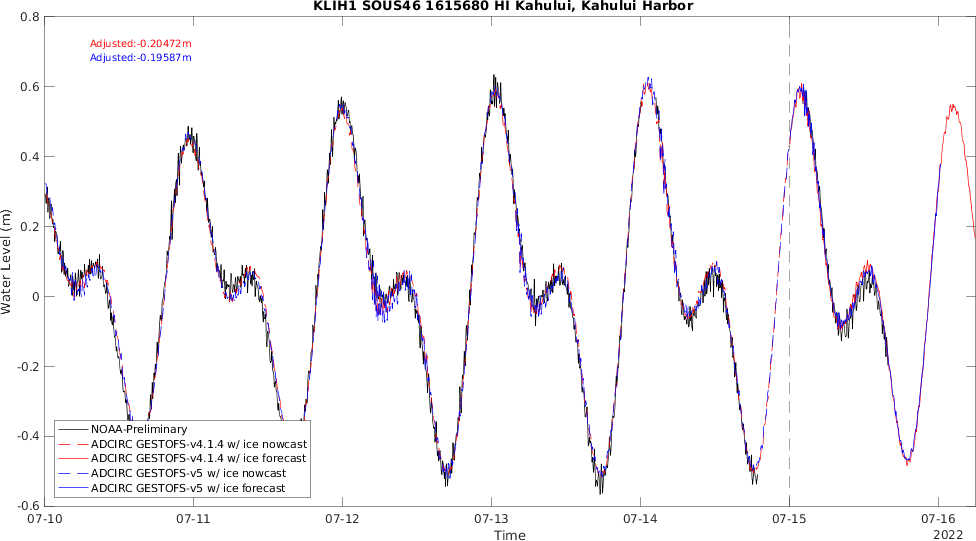 KLIH1 SOUS46 1615680 HI Kahului, Kahului Harbor
Adjusted:-0.20472m
Adjusted:-0.19587m
Water Level (m)
0.8
0.6
0.4
0.2
0
-0.2
-0.4
-0.6
NOAA-Preliminary
ADCIRC GESTOFS-v4.1.4 w/ ice nowcast
ADCIRC GESTOFS-v4.1.4 w/ ice forecast
ADCIRC GESTOFS-v5 w/ ice nowcast
ADCIRC GESTOFS-v5 w/ ice forecast
07-10 07-11 07-12 07-13 07-14 07-15 07-16
Time
2022